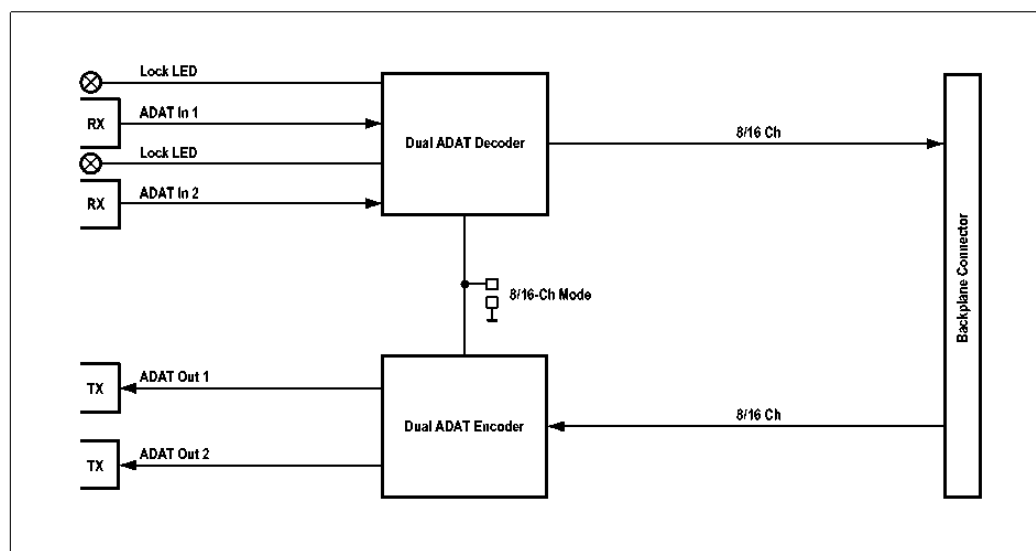 Lock LED
RX
ADAT In 1
Lock LED
RX
ADAT In 2
Dual ADAT Decoder
8/16 Ch
8/16-Ch Mode
Backplane Connector
TX
ADAT Out 1
TX
ADAT Out 2
Dual ADAT Encoder
8/16 Ch